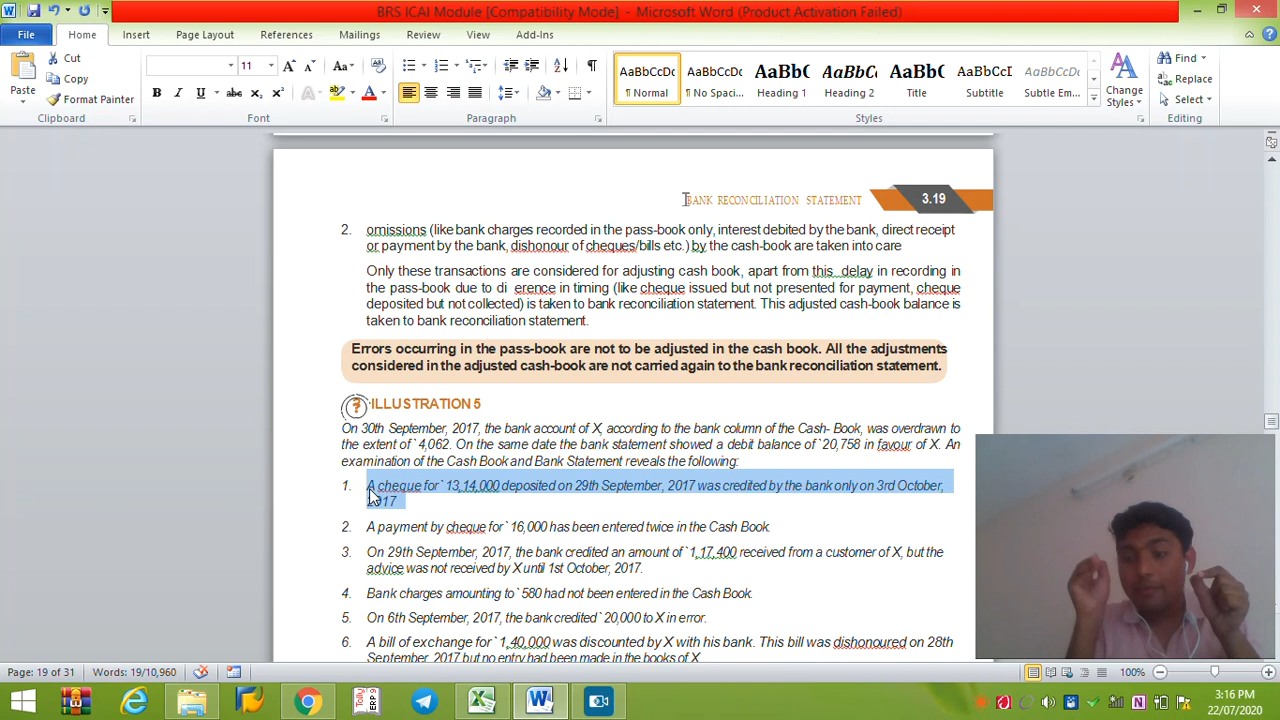 BRS ICAI Module [Compatibility Mode] - Microsoft Word (Product Activation Failed)
File Home Insert Page Layout References Mailings Review View Add-Ins
Paste
Cut
Copy
Format Painter
Clipboard
11
Font
Paragraph
AaBbCcDc AaBbCcDc AaBbC AaBbCc AaBbC AaBbCcD AaBbCcDc
¶ Normal ¶ No Spaci... Heading 1 Heading 2 Title Subtitle Subtle Em...
Styles
Change Styles
Find
Replace
Select
Editing
BANK RECONCILIATION STATEMENT 3.19
2. omissions (like bank charges recorded in the pass-book only, interest debited by the bank, direct receipt
or payment by the bank, dishonour of cheques/bills etc.) by the cash-book are taken into care
Only these transactions are considered for adjusting cash book, apart from this delay in recording in
the pass-book due to di erence in timing (like cheque issued but not presented for payment, cheque
deposited but not collected) is taken to bank reconciliation statement. This adjusted cash-book balance is
taken to bank reconciliation statement.
Errors occurring in the pass-book are not to be adjusted in the cash book. All the adjustments
considered in the adjusted cash-book are not carried again to the bank reconciliation statement.
? ILLUSTRATION 5
On 30th September, 2017, the bank account of X, according to the bank column of the Cash- Book, was overdrawn to
the extent of ` 4,062. On the same date the bank statement showed a debit balance of ` 20,758 in favour of X. An
examination of the Cash Book and Bank Statement reveals the following:
1. A cheque for ` 13,14,000 deposited on 29th September, 2017 was credited by the bank only on 3rd October,
2017
2. A payment by cheque for ` 16,000 has been entered twice in the Cash Book.
3. On 29th September, 2017, the bank credited an amount of ` 1,17,400 received from a customer of X, but the
advice was not received by X until 1st October, 2017.
4. Bank charges amounting to ` 580 had not been entered in the Cash Book.
5. On 6th September, 2017, the bank credited ` 20,000 to X in error.
6. A bill of exchange for ` 1,40,000 was discounted by X with his bank. This bill was dishonoured on 28th
September, 2017 but no entry had been made in the books of X.
Page: 19 of 31 Words: 19/10,960 100%
3:16 PM
22/07/2020